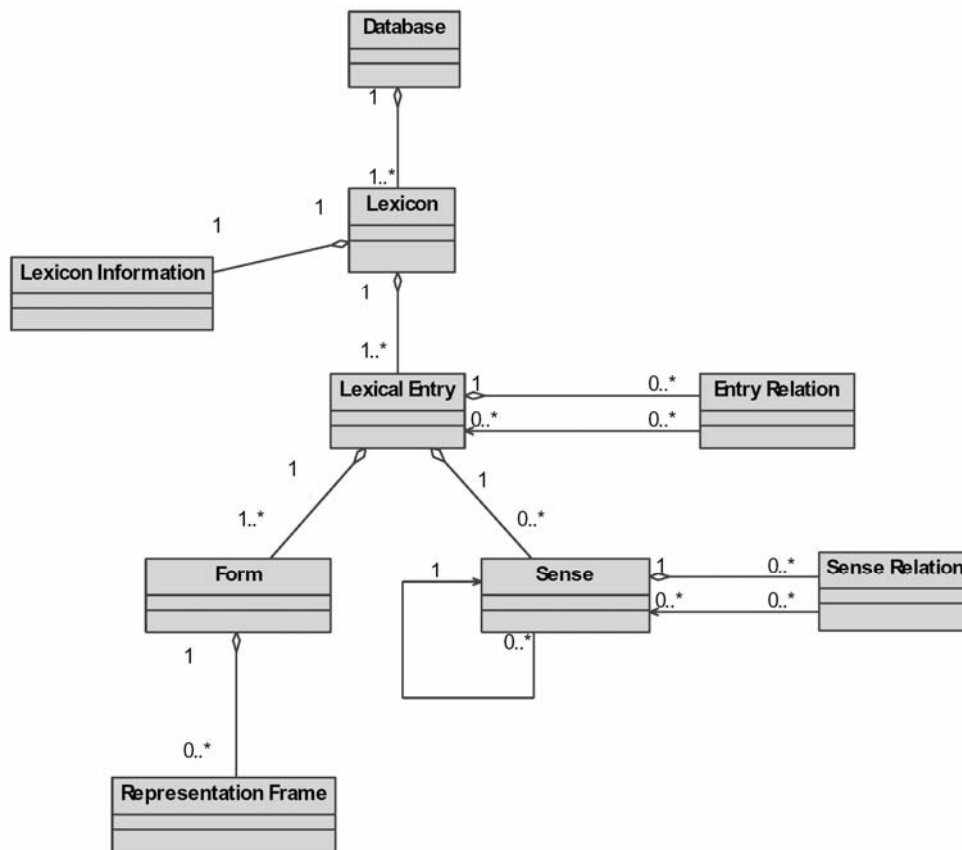 Database
1
1..*
Lexicon
1
1
Lexicon Information
1
1..*
Lexical Entry
1
0..*
Entry Relation
0..*
0..*
1
1
1..*
0..*
Form
1
Sense
1
0..*
Sense Relation
0..*
0..*
0..*
1
0..*
Representation Frame